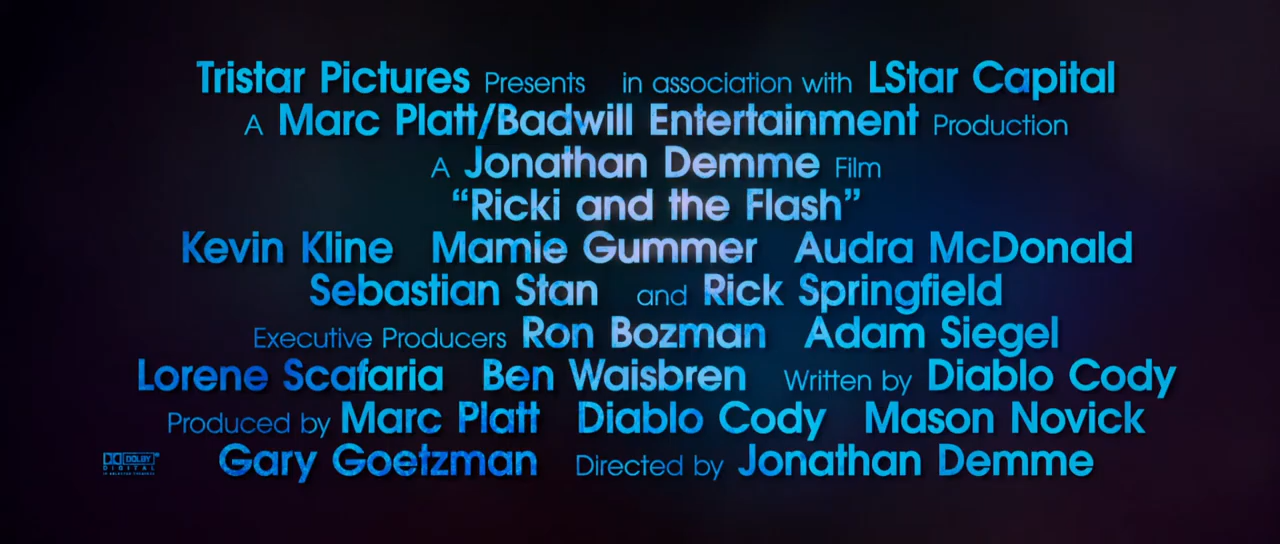 Tristar Pictures Presents in association with LStar Capital
A Marc Platt/Badwill Entertainment Production
A Jonathan Demme Film
“Ricki and the Flash”
Kevin Kline Mamie Gummer Audra McDonald
Sebastian Stan and Rick Springfield
Executive Producers Ron Bozman Adam Siegel
Lorene Scafaria Ben Waisbren Written by Diablo Cody
Produced by Marc Platt Diablo Cody Mason Novick
Gary Goetzman Directed by Jonathan Demme
DOLBY
DIGITAL
IN SELECTED THEATRES